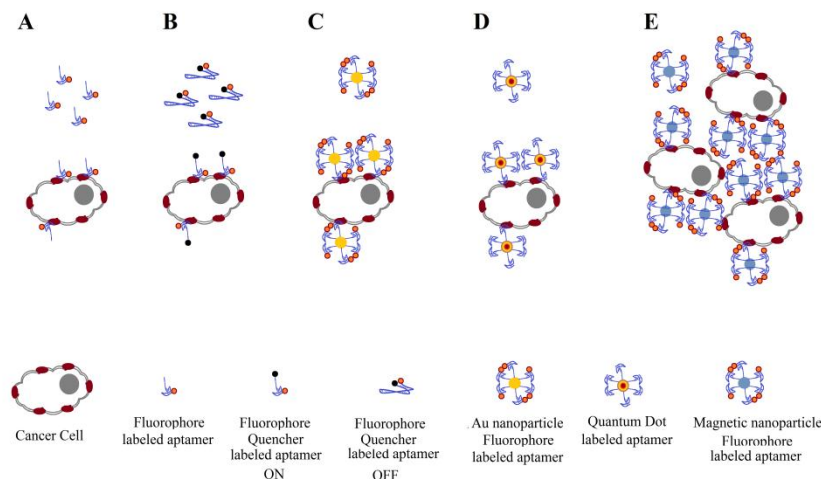 A B C D E
Cancer Cell
Fluorophore
labeled aptamer
Fluorophore
Quencher
labeled aptamer
ON
Fluorophore
Quencher
labeled aptamer
OFF
Au nanoparticle
Fluorophore
labeled aptamer
Quantum Dot
labeled aptamer
Magnetic nanoparticle
Fluorophore
labeled aptamer